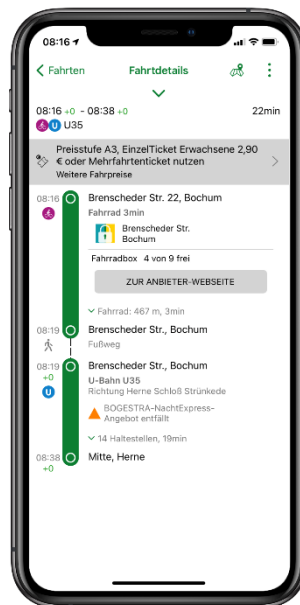 08:16
Fahrten Fahrtdetails
08:16 +0 - 08:38 +0 22min
U U35
Preisstufe A3, EinzelTicket Erwachsene 2,90
€ oder Mehrfahrtenticket nutzen
Weitere Fahrpreise
08:16 Brenscheder Str. 22, Bochum
Fahrrad 3min
Brenscheder Str.
Bochum
Fahrradbox 4 von 9 frei
ZUR ANBIETER-WEBSEITE
Fahrrad: 467 m, 3min
08:19 Brenscheder Str., Bochum
Fußweg
08:19 Brenscheder Str., Bochum
+0 U-Bahn U35
U Richtung Herne Schloß Strünkede
BOGESTRA-NachtExpress-
Angebot entfällt
14 Haltestellen, 19min
08:38 Mitte, Herne
+0